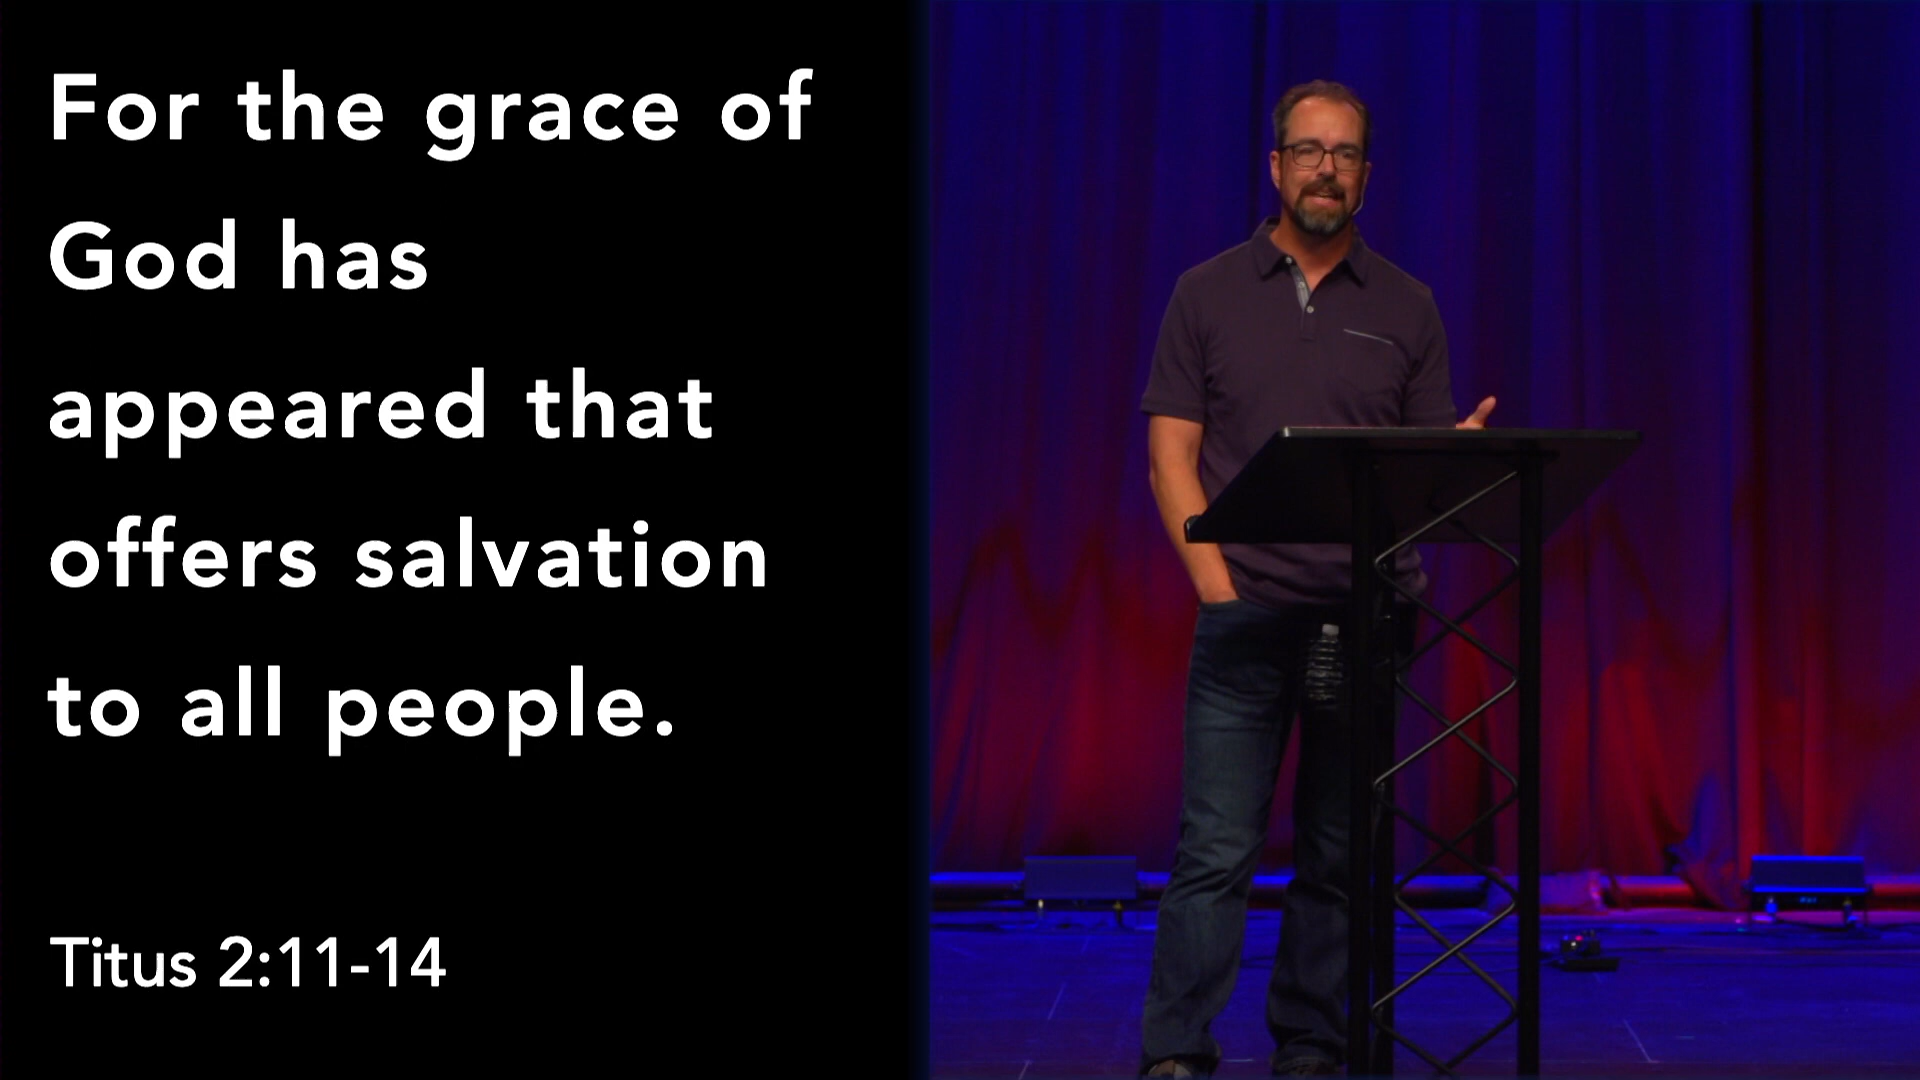 For the grace of
God has
appeared that
offers salvation
to all people.
Titus 2:11-14